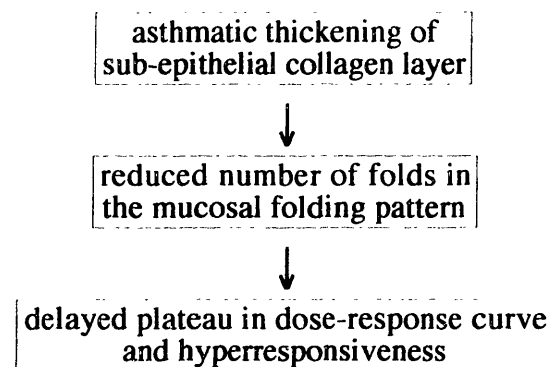 asthmatic thickening of
sub-epithelial collagen layer
reduced number of folds in
the mucosal folding pattern
delayed plateau in dose-response curve
and hyperresponsiveness